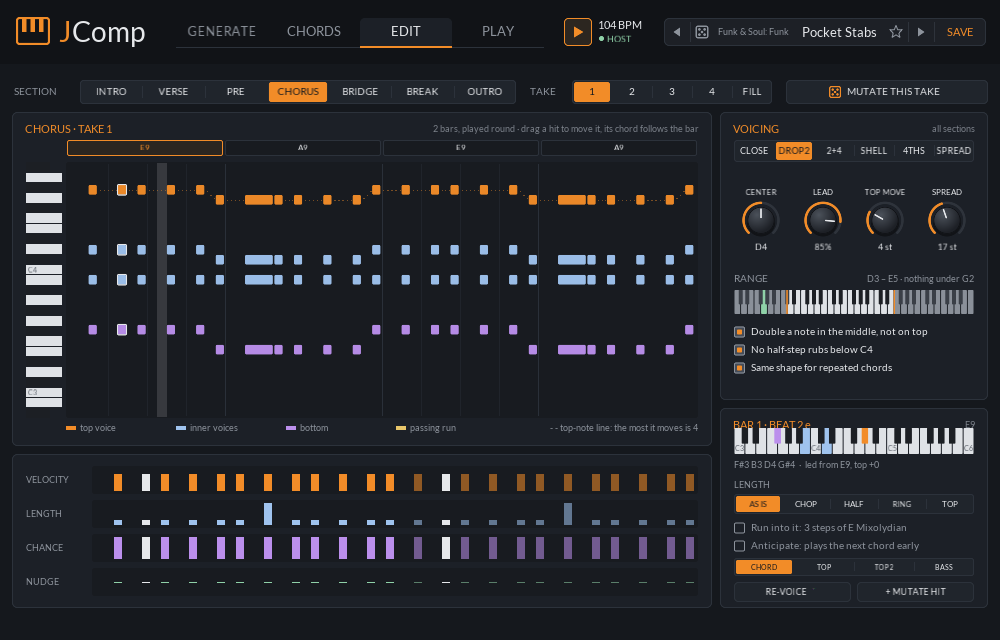 JComp
GENERATE CHORDS EDIT PLAY
104 BPM
HOST
Funk & Soul: Funk Pocket Stabs SAVE
SECTION INTRO VERSE PRE CHORUS BRIDGE BREAK OUTRO TAKE 1 2 3 4 FILL MUTATE THIS TAKE
CHORUS · TAKE 1 2 bars, played round · drag a hit to move it, its chord follows the bar
E9 A9 E9 A9
C4
C3
top voice inner voices bottom passing run - - top-note line: the most it moves is 4
VELOCITY
LENGTH
CHANCE
NUDGE
VOICING all sections
CLOSE DROP2 2+4 SHELL 4THS SPREAD
CENTER LEAD TOP MOVE SPREAD
D4 85% 4 st 17 st
RANGE D3 – E5 · nothing under G2
Double a note in the middle, not on top
No half-step rubs below C4
Same shape for repeated chords
BAR 1 · BEAT 2 e E9
C3 C4 C5 C6
F#3 B3 D4 G#4 · led from E9, top +0
LENGTH
AS IS CHOP HALF RING TOP
Run into it: 3 steps of E Mixolydian
Anticipate: plays the next chord early
CHORD TOP TOP2 BASS
RE-VOICE + MUTATE HIT